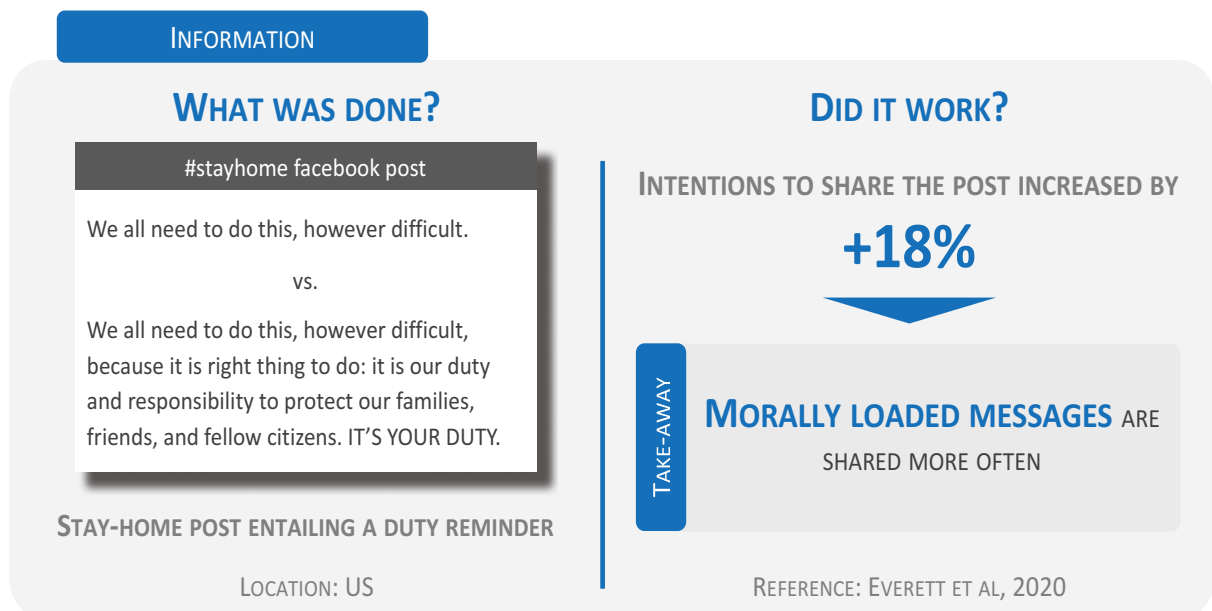 INFORMATION
WHAT WAS DONE?
#stayhome facebook post
We all need to do this, however difficult.
vs.
We all need to do this, however difficult,
because it is right thing to do: it is our duty
and responsibility to protect our families,
friends, and fellow citizens. IT'S YOUR DUTY.
STAY-HOME POST ENTAILING A DUTY REMINDER
LOCATION: US
DID IT WORK?
INTENTIONS TO SHARE THE POST INCREASED BY
+18%
TAKE-AWAY
MORALLY LOADED MESSAGES ARE
SHARED MORE OFTEN
REFERENCE: EVERETT ET AL, 2020